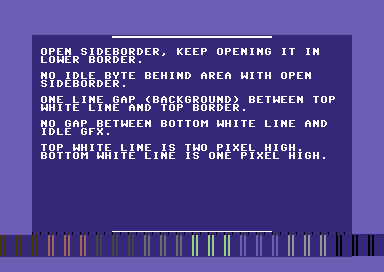 OPEN SIDEBORDER, KEEP OPENING IT IN
LOWER BORDER.
NO IDLE BYTE BEHIND AREA WITH OPEN
SIDEBORDER.
ONE LINE GAP (BACKGROUND) BETWEEN TOP
WHITE LINE AND TOP BORDER.
NO GAP BETWEEN BOTTOM WHITE LINE AND
IDLE GFX.
TOP WHITE LINE IS TWO PIXEL HIGH.
BOTTOM WHITE LINE IS ONE PIXEL HIGH.